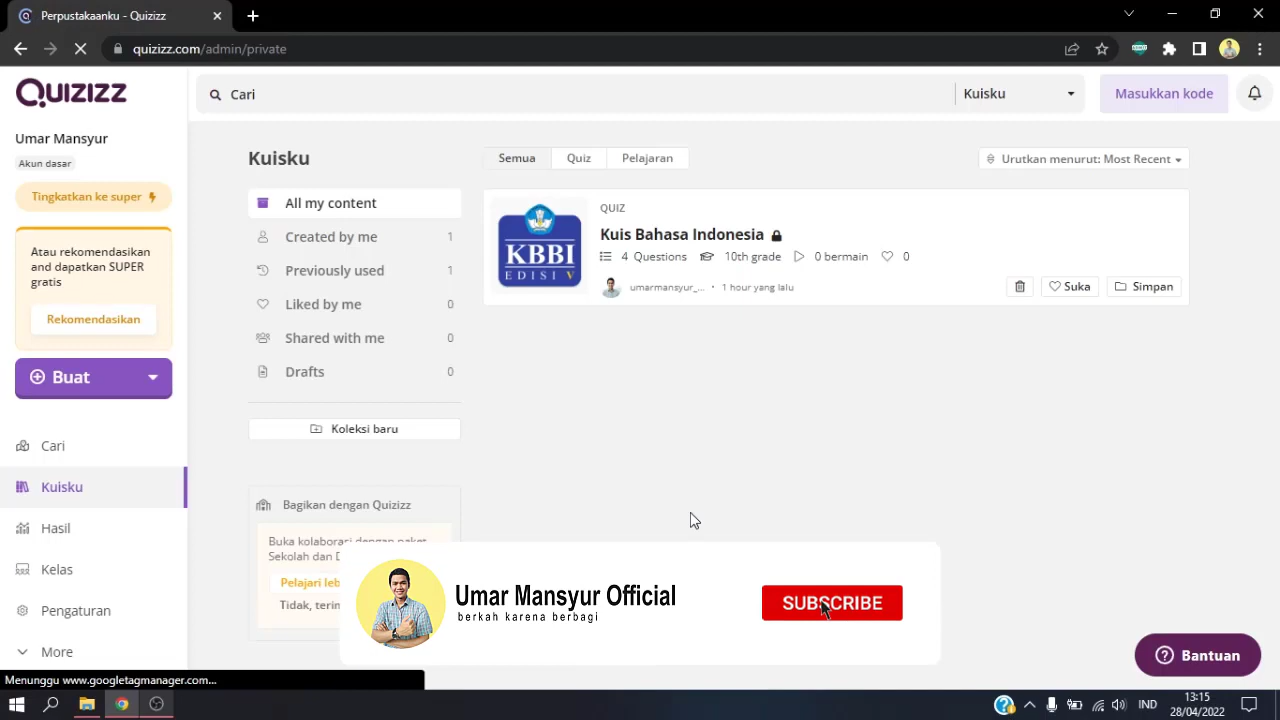 Perpustakaanku - Quizizz
quizizz.com/admin/private
QUIZIZZ
Cari
Kuisku
Masukkan kode
Umar Mansyur
Akun dasar
Tingkatkan ke super
Atau rekomendasikan
and dapatkan SUPER
gratis
Rekomendasikan
Buat
Cari
Kuisku
Hasil
Kelas
Pengaturan
More
Kuisku
All my content
Created by me 1
Previously used 1
Liked by me 0
Shared with me 0
Drafts 0
Koleksi baru
Bagikan dengan Quizizz
Buka kolaborasi dengan paket
Sekolah dan D
Pelajari leb
Tidak, terin
Semua Quiz Pelajaran
Urutkan menurut: Most Recent
KBBI
EDISI V
QUIZ
Kuis Bahasa Indonesia
4 Questions 10th grade 0 bermain 0
umarmansyur_... • 1 hour yang lalu
Suka
Simpan
Umar Mansyur Official
berkah karena berbagi
SUBSCRIBE
Bantuan
Menunggu www.googletagmanager.com...
IND
13:15
28/04/2022